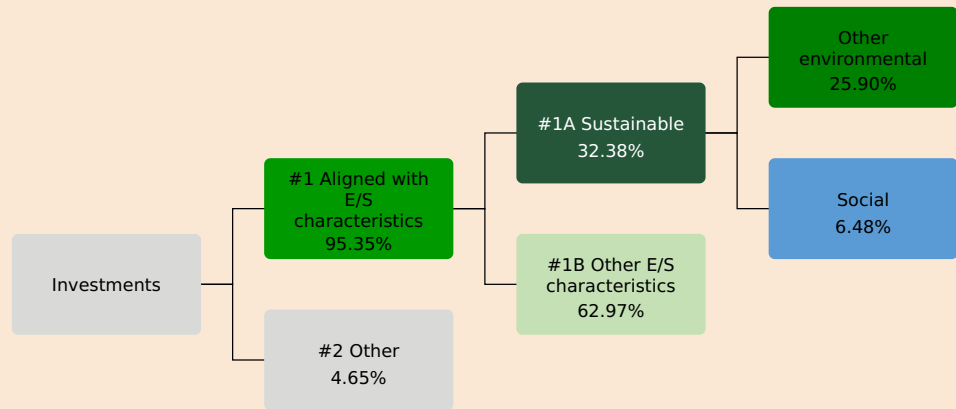 Investments
#1 Aligned with
E/S
characteristics
95.35%
#2 Other
4.65%
#1A Sustainable
32.38%
#1B Other E/S
characteristics
62.97%
Other
environmental
25.90%
Social
6.48%